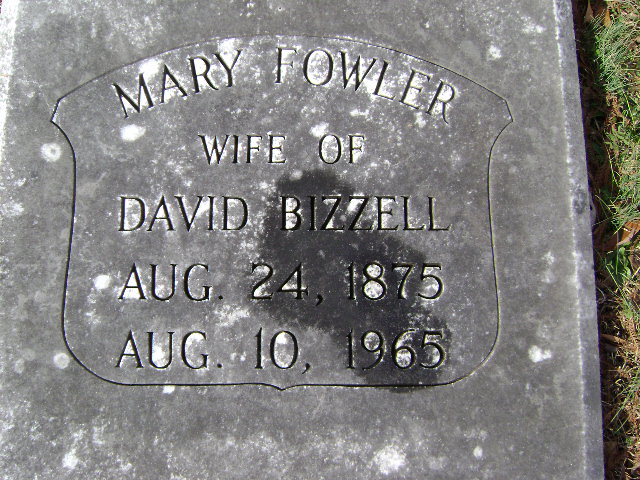 MARY FOWLER
WIFE OF
DAVID BIZZELL
AUG. 24, 1875
AUG. 10, 1965